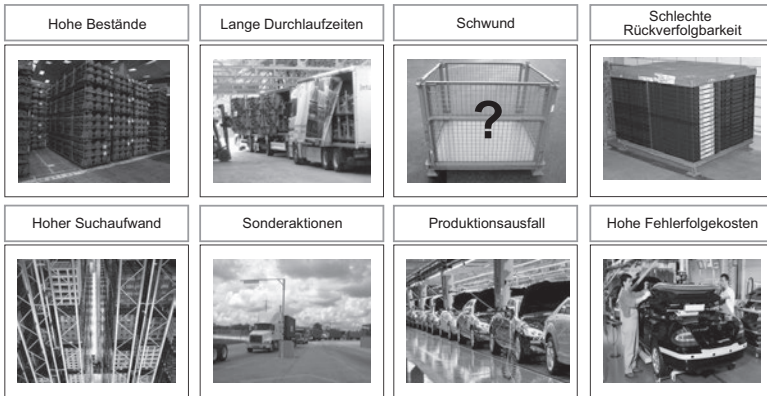 Hohe Bestände
Lange Durchlaufzeiten
Schwund
Schlechte
Rückverfolgbarkeit
?
Hoher Suchaufwand
Sonderaktionen
Produktionsausfall
Hohe Fehlerfolgekosten